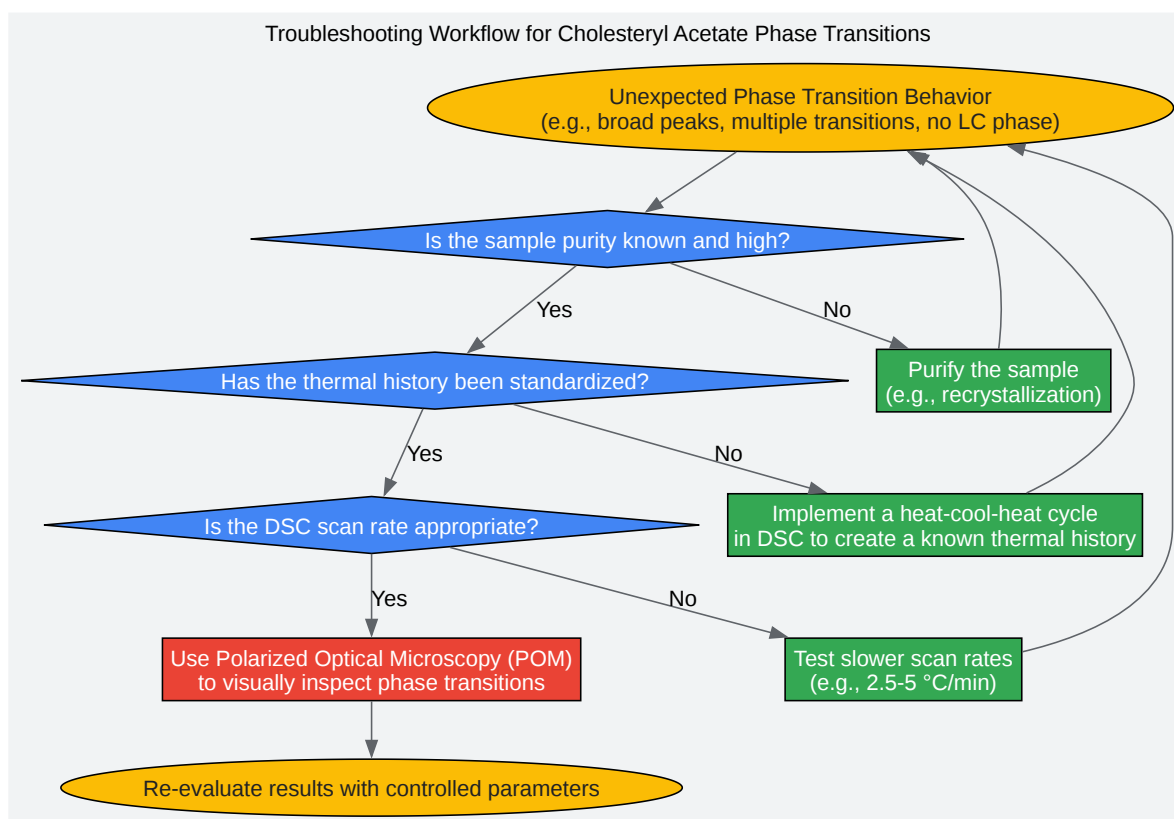 Troubleshooting Workflow for Cholesteryl Acetate Phase Transitions
Unexpected Phase Transition Behavior
(e.g., broad peaks, multiple transitions, no LC phase)
Is the sample purity known and high?
Yes
No
Purify the sample
(e.g., recrystallization)
Has the thermal history been standardized?
Yes
No
Implement a heat-cool-heat cycle
in DSC to create a known thermal history
Is the DSC scan rate appropriate?
Yes
No
Use Polarized Optical Microscopy (POM)
to visually inspect phase transitions
Test slower scan rates
(e.g., 2.5-5 °C/min)
Re-evaluate results with controlled parameters